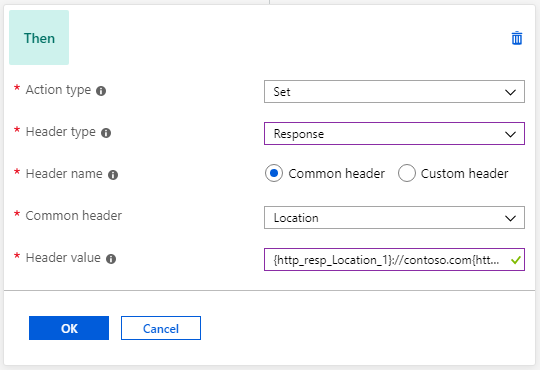 Then
* Action type
Set
* Header type
Response
* Header name
Common header
Custom header
* Common header
Location
* Header value
{http_resp_Location_1}://contoso.com{htt...
OK
Cancel